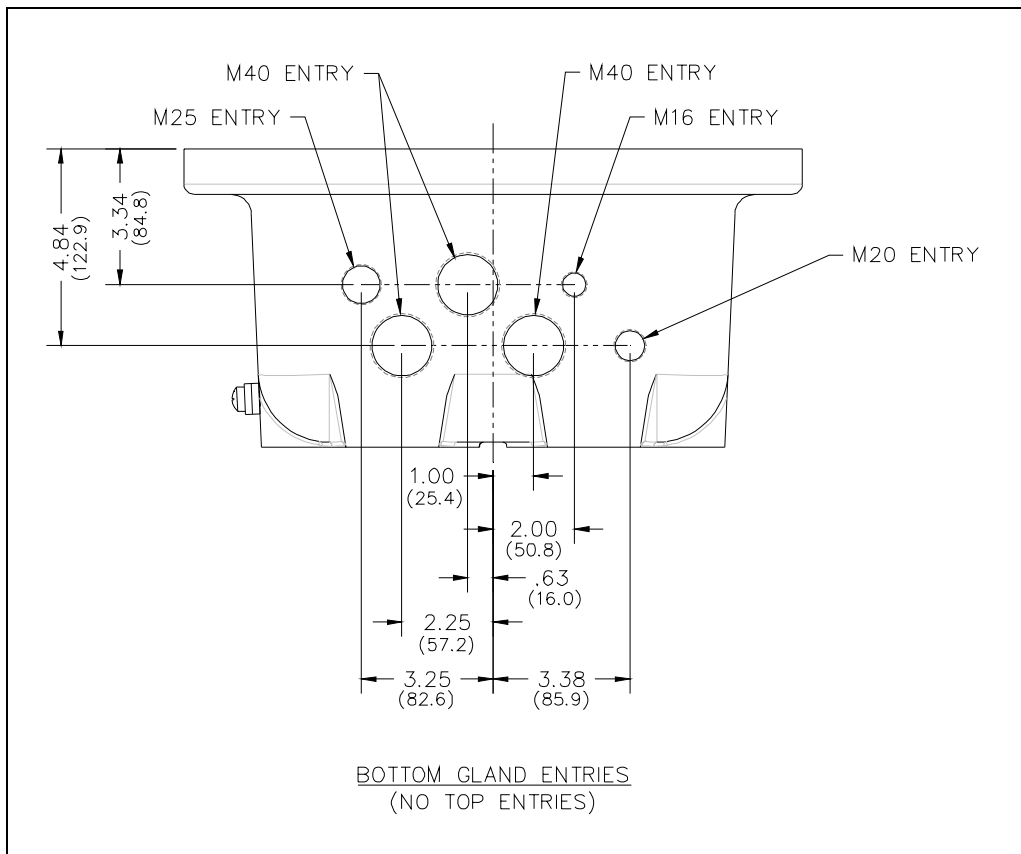 M40 ENTRY
M40 ENTRY
M25 ENTRY
M16 ENTRY
3.34
(84.8)
4.84
(122.9)
M20 ENTRY
1.00
(25.4)
2.00
(50.8)
.63
(16.0)
2.25
(57.2)
3.25
(82.6)
3.38
(85.9)
BOTTOM GLAND ENTRIES
(NO TOP ENTRIES)